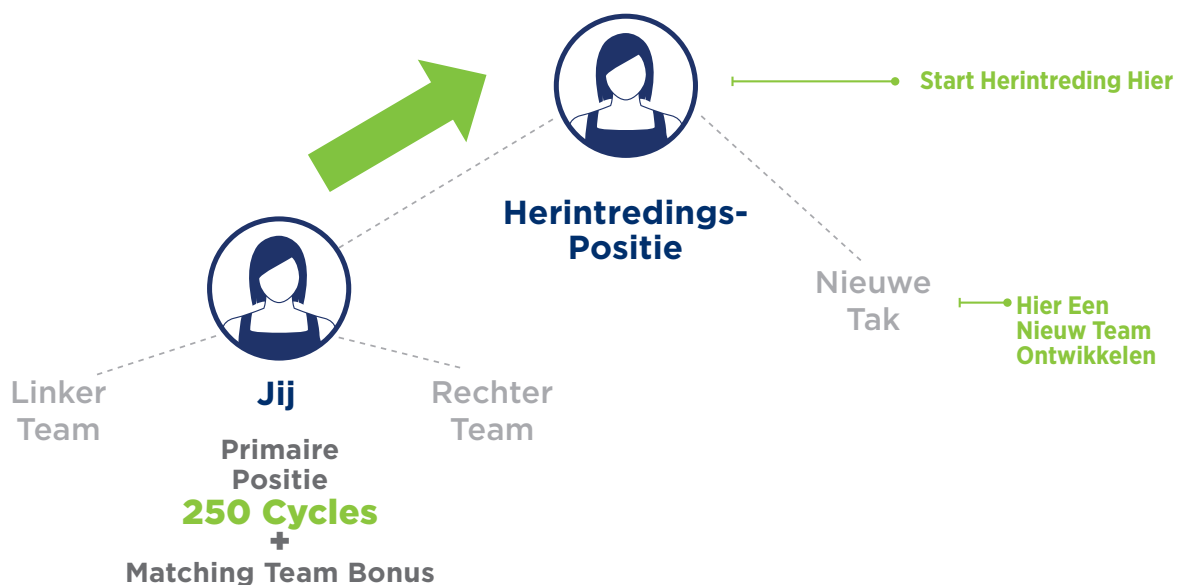 Start Herintreding Hier
Herintredings-
Positie
Nieuwe
Tak
Hier Een
Nieuw Team
Ontwikkelen
Linker
Team
Jij
Rechter
Team
Primaire
Positie
250 Cycles
+
Matching Team Bonus